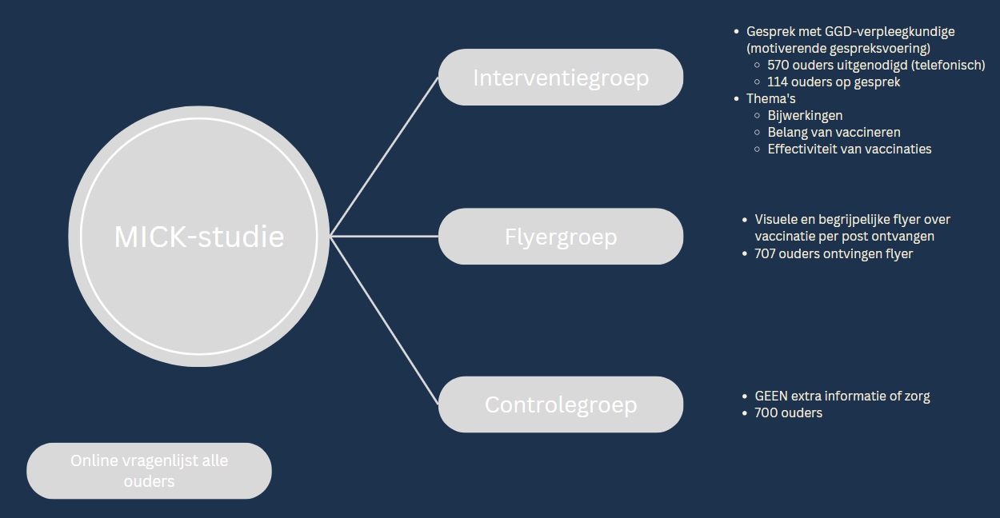 MICK-studie
Interventiegroep
• Gesprek met GGD-verpleegkundige
(motiverende gespreksvoering)
○ 570 ouders uitgenodigd (telefonisch)
○ 114 ouders op gesprek
• Thema's
○ Bijwerkingen
○ Belang van vaccineren
○ Effectiviteit van vaccinaties
Flyergroep
• Visuele en begrijpelijke flyer over
vaccinatie per post ontvangen
• 707 ouders ontvingen flyer
Controlegroep
• GEEN extra informatie of zorg
• 700 ouders
Online vragenlijst alle
ouders